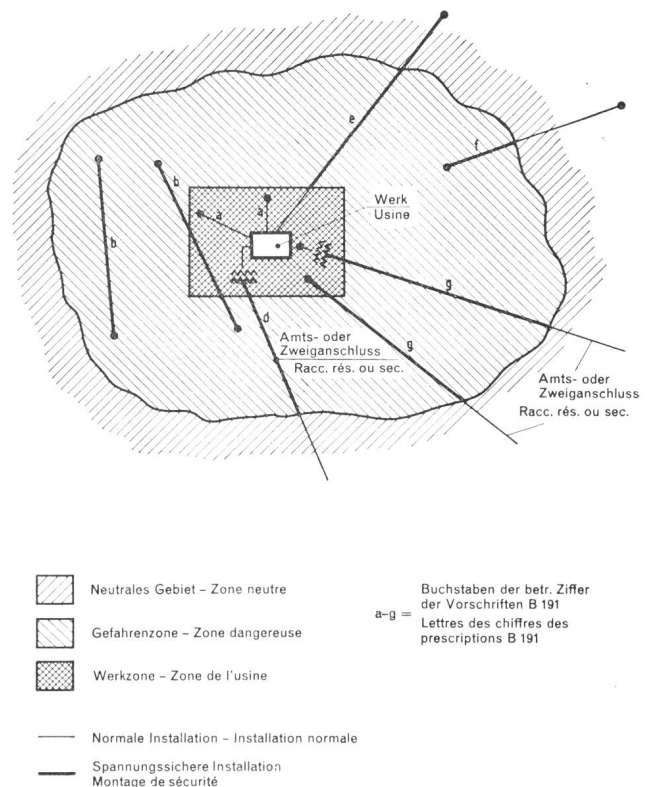 e
f
b
b
a
a
Werk
Usine
b
g
d
g
Amts- oder
Zweiganschluss
Racc. rés. ou sec.
Amts- oder
Zweiganschluss
Racc. rés. ou sec.
Neutrales Gebiet – Zone neutre
Gefahrenzone – Zone dangereuse
Werkzone – Zone de l'usine
a–g =
Buchstaben der betr. Ziffer
der Vorschriften B 191
Lettres des chiffres des
prescriptions B 191
Normale Installation – Installation normale
Spannungssichere Installation
Montage de sécurité